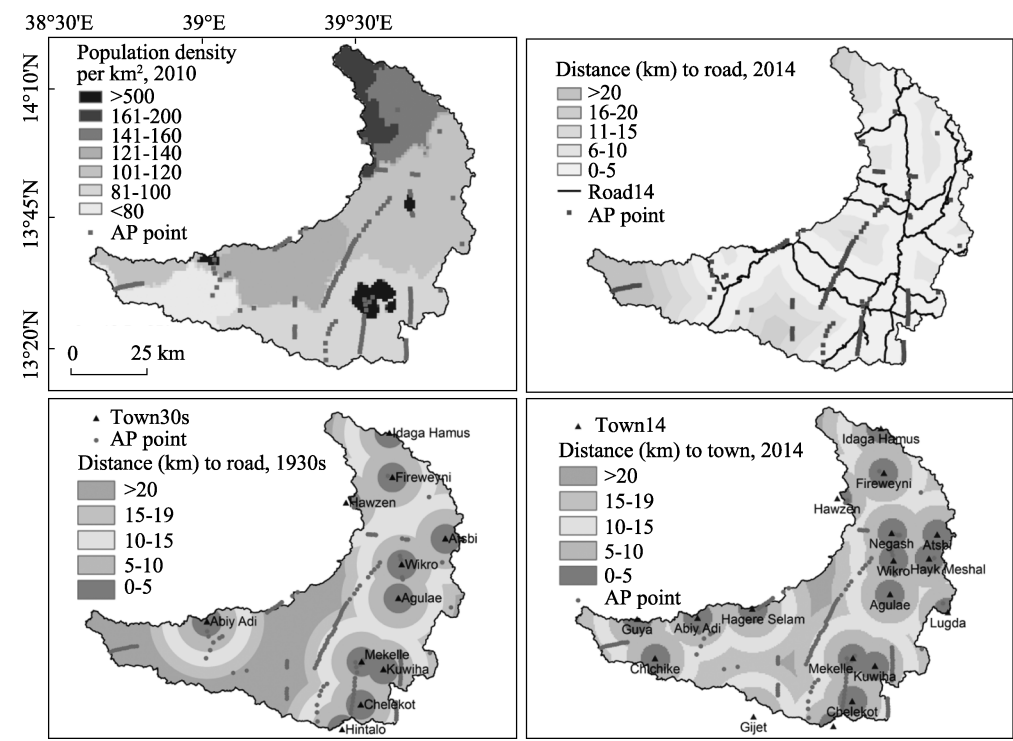 38°30′E
39°E
39°30′E
14°10′N
13°45′N
13°20′N
Population density
per km², 2010
>500
161-200
141-160
121-140
101-120
81-100
<80
AP point
0
25 km
Distance (km) to road, 2014
>20
16-20
11-15
6-10
0-5
Road14
AP point
Town30s
AP point
Distance (km) to road, 1930s
>20
15-19
10-15
5-10
0-5
Idaga Hamus
Fireweyni
Hawzen
Atsbi
Wikro
Agulae
Abiy Adi
Mekelle
Kuwiha
Chelekot
Hintalo
Town14
Distance (km) to town, 2014
>20
15-19
10-15
5-10
0-5
AP point
Idaga Hamus
Fireweyni
Hawzen
Negash
Atsbi
Wikro
Hayk Meshal
Agulae
Lugda
Guya
Abiy Adi
Hagere Selam
Chichike
Mekelle
Kuwiha
Chelekot
Gijet